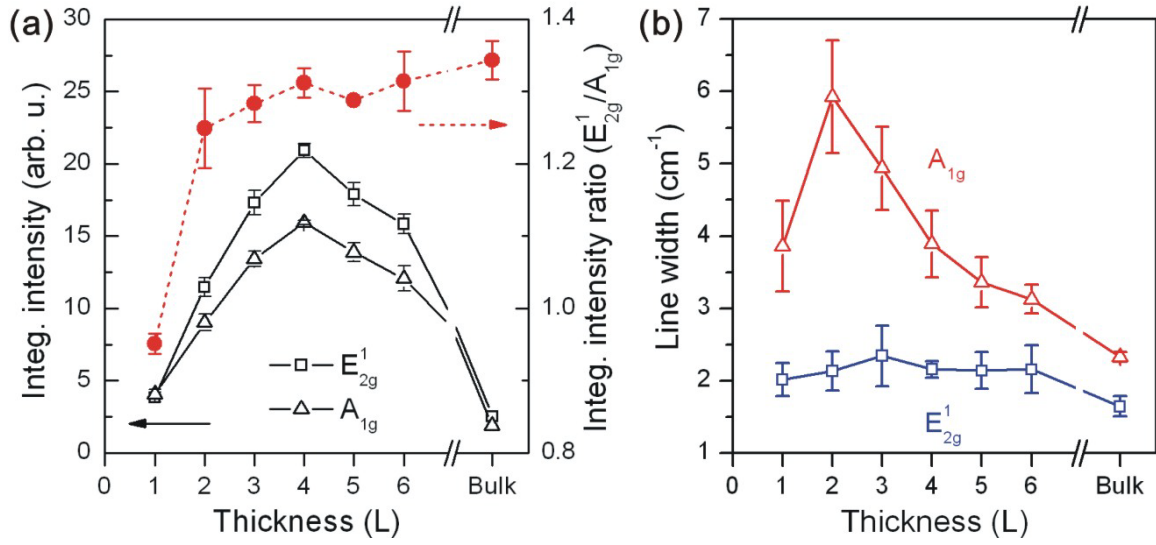 (a)
30
25
20
15
10
5
0
Integ. intensity (arb. u.)
1.4
1.2
1.0
0.8
Integ. intensity ratio (E¹₂g/A₁g)
E¹₂g
A₁g
0 1 2 3 4 5 6 Bulk
Thickness (L)
(b)
7
6
5
4
3
2
1
Line width (cm⁻¹)
A₁g
E¹₂g
0 1 2 3 4 5 6 Bulk
Thickness (L)